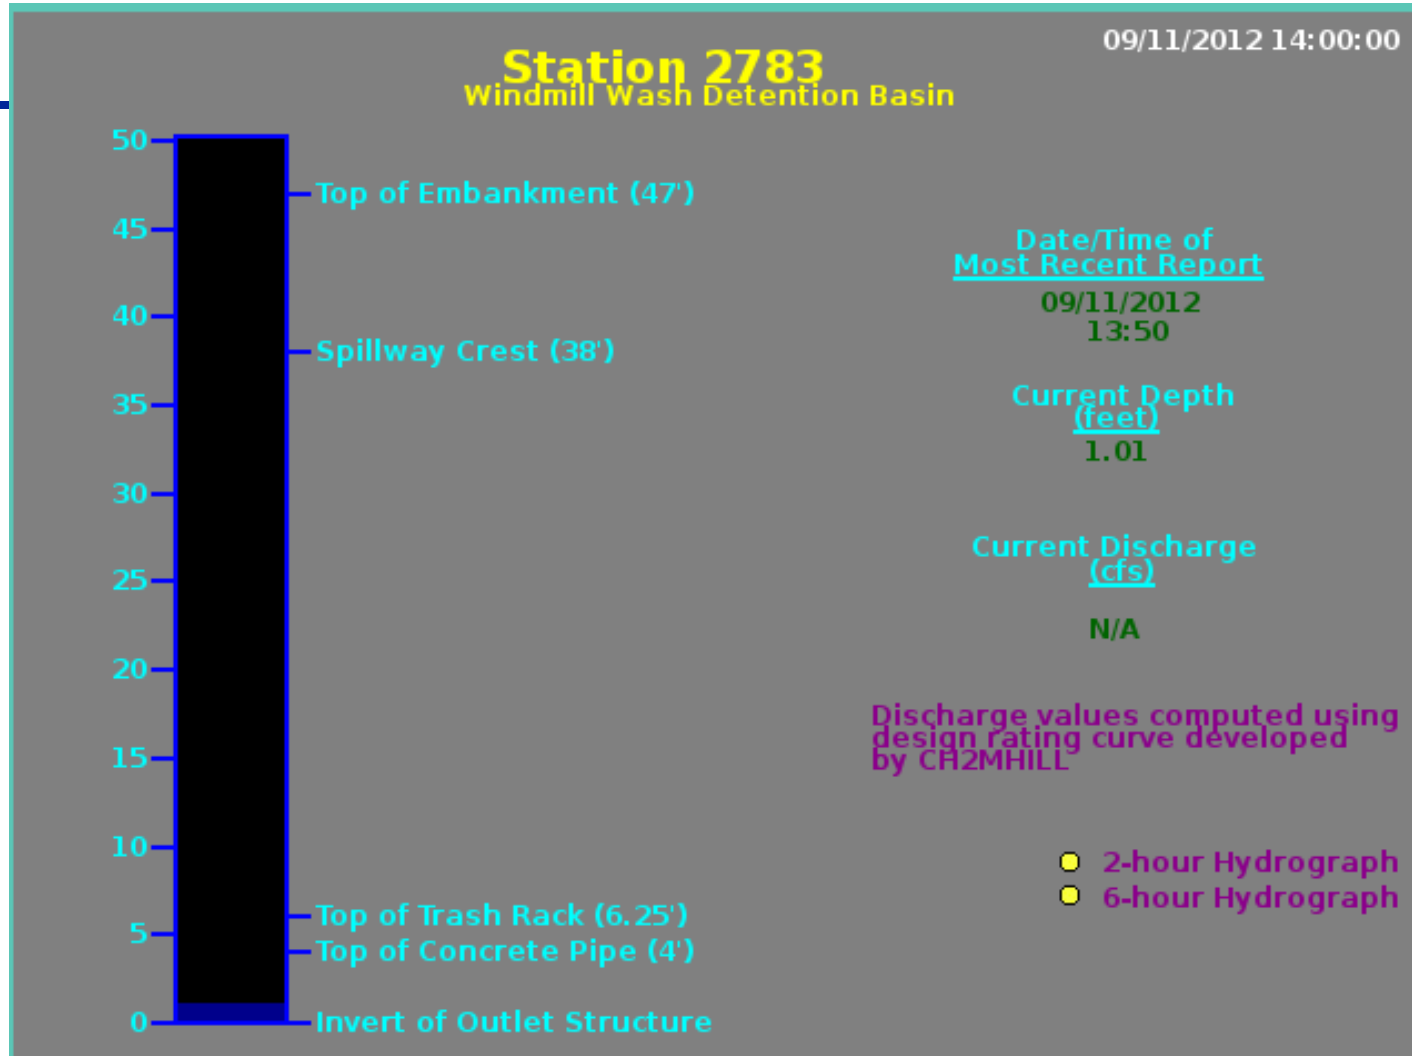 09/11/2012 14:00:00
Station 2783
Windmill Wash Detention Basin
50
Top of Embankment (47')
45
40
Spillway Crest (38')
35
30
25
20
15
10
Top of Trash Rack (6.25')
5
Top of Concrete Pipe (4')
0
Invert of Outlet Structure
Date/Time of
Most Recent Report
09/11/2012
13:50
Current Depth
(feet)
1.01
Current Discharge
(cfs)
N/A
Discharge values computed using
design rating curve developed
by CH2MHILL
2-hour Hydrograph
6-hour Hydrograph